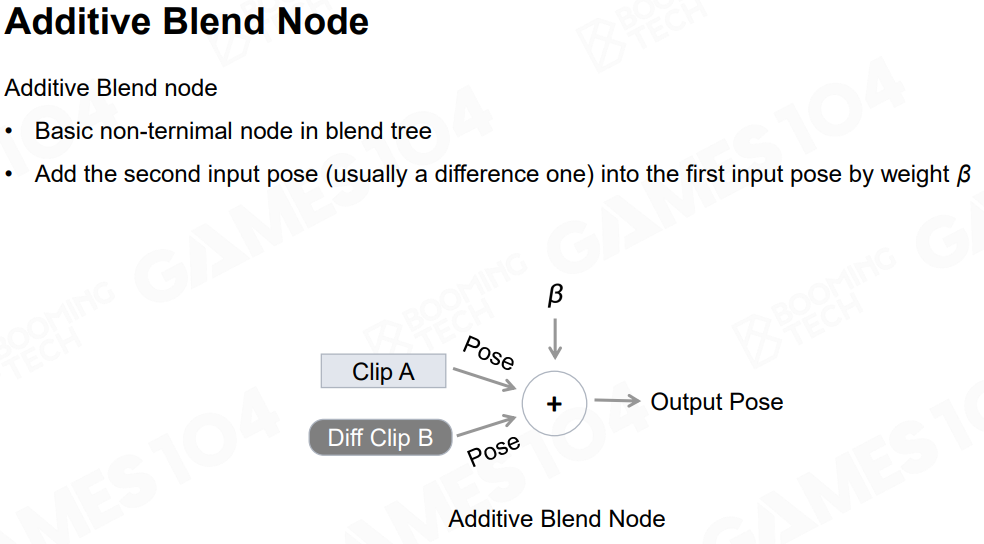 Additive Blend Node
Additive Blend node
• Basic non-ternimal node in blend tree
• Add the second input pose (usually a difference one) into the first input pose by weight β
β
Clip A
Pose
+
Output Pose
Diff Clip B
Pose
Additive Blend Node
BOOMING TECH
GAMES104